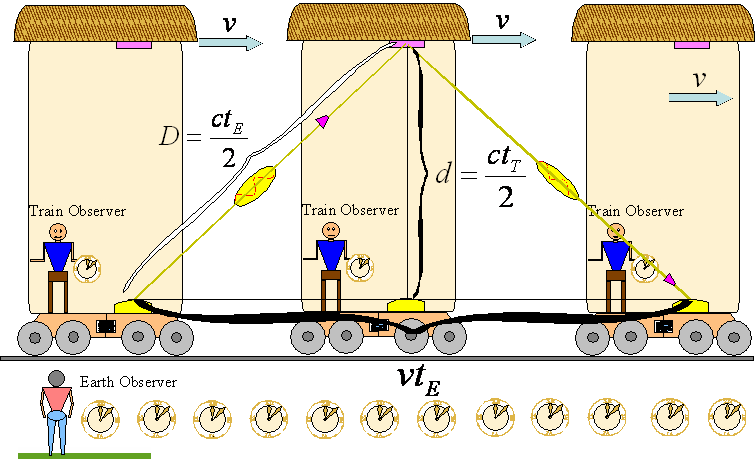 v
v
v
D = ct_E / 2
d = ct_T / 2
Train Observer
Train Observer
Train Observer
vt_E
Earth Observer